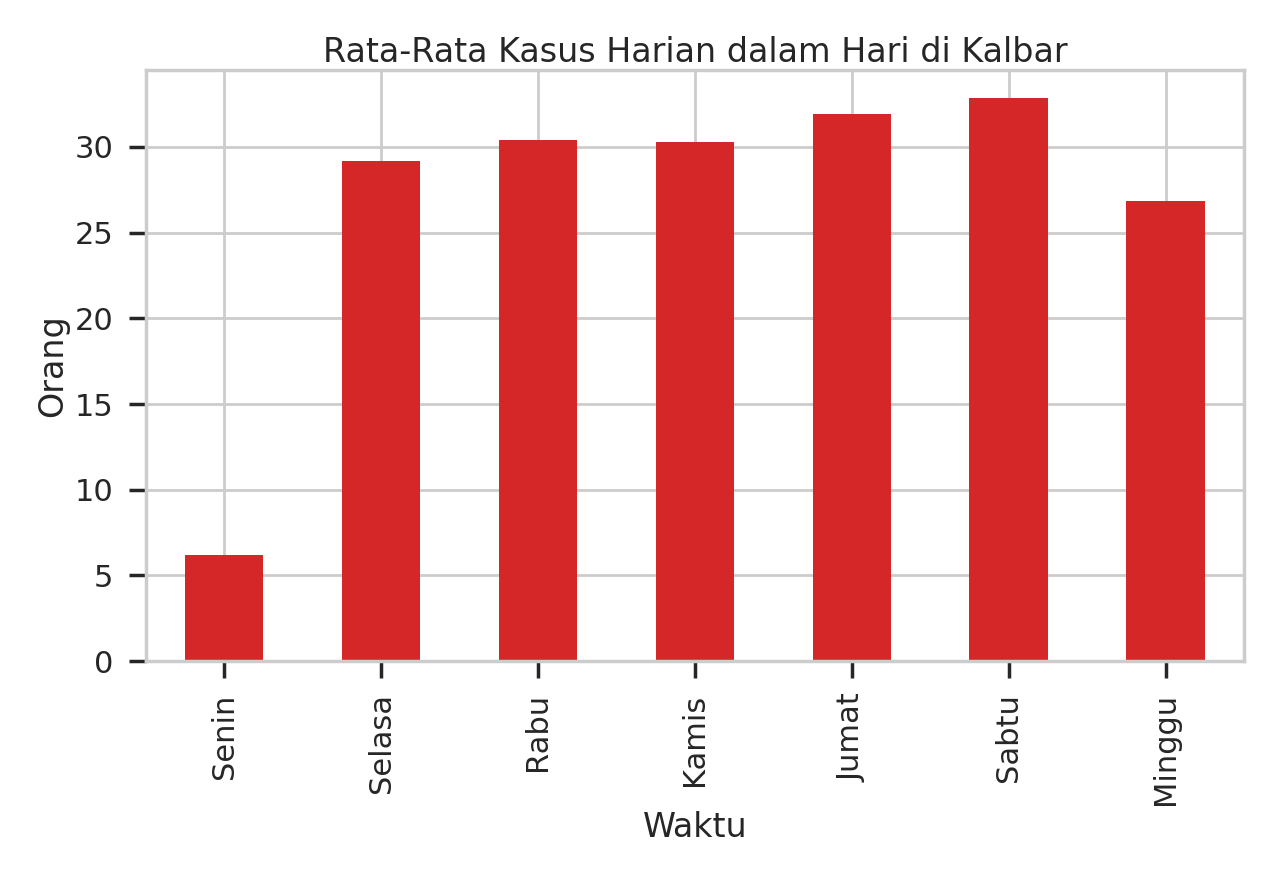 Rata-Rata Kasus Harian dalam Hari di Kalbar
Orang
30
25
20
15
10
5
0
Senin
Selasa
Rabu
Kamis
Jumat
Sabtu
Minggu
Waktu